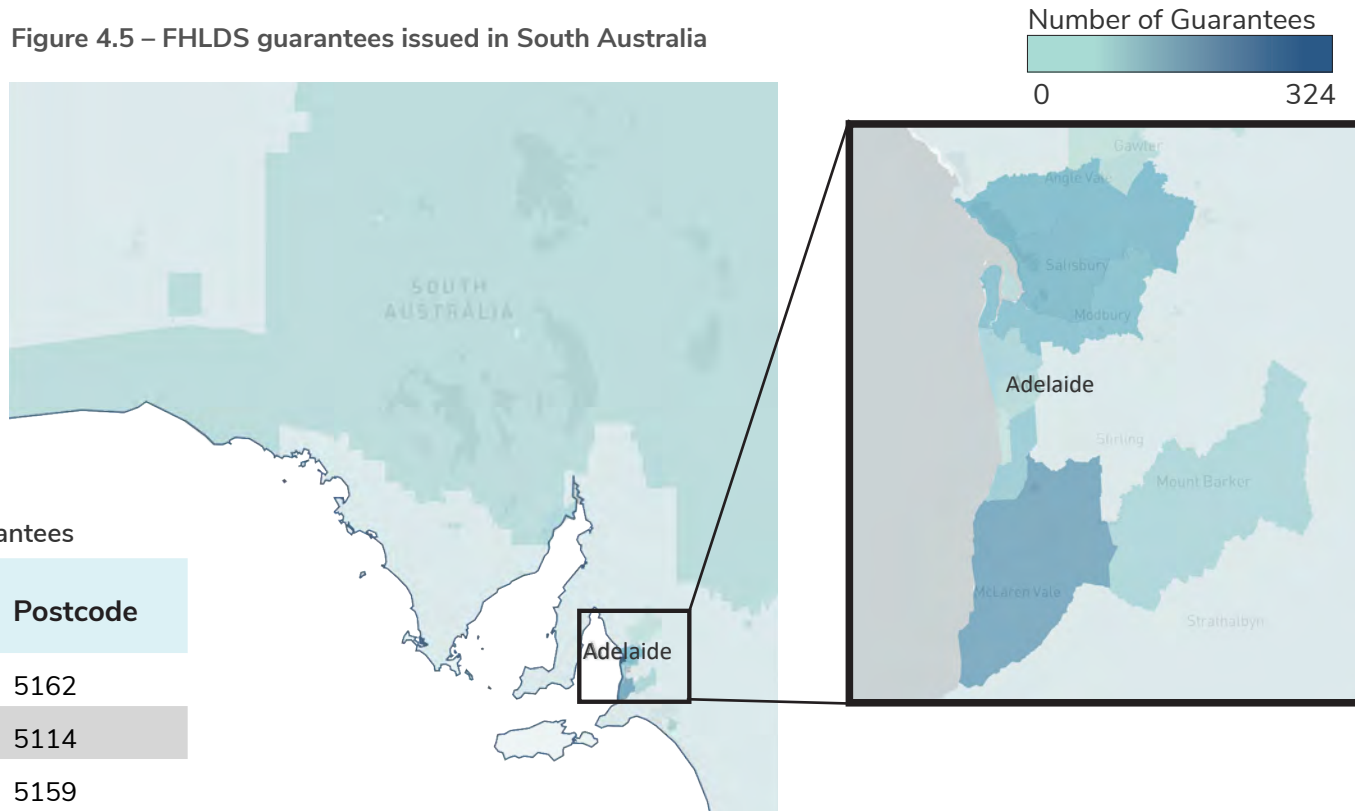 Figure 4.5 – FHLDS guarantees issued in South Australia
Number of Guarantees
0 324
SOUTH
AUSTRALIA
Adelaide
Gawler
Angle Vale
Salisbury
Modbury
Adelaide
Stirling
Mount Barker
McLaren Vale
Strathalbyn
antees
Postcode
5162
5114
5159